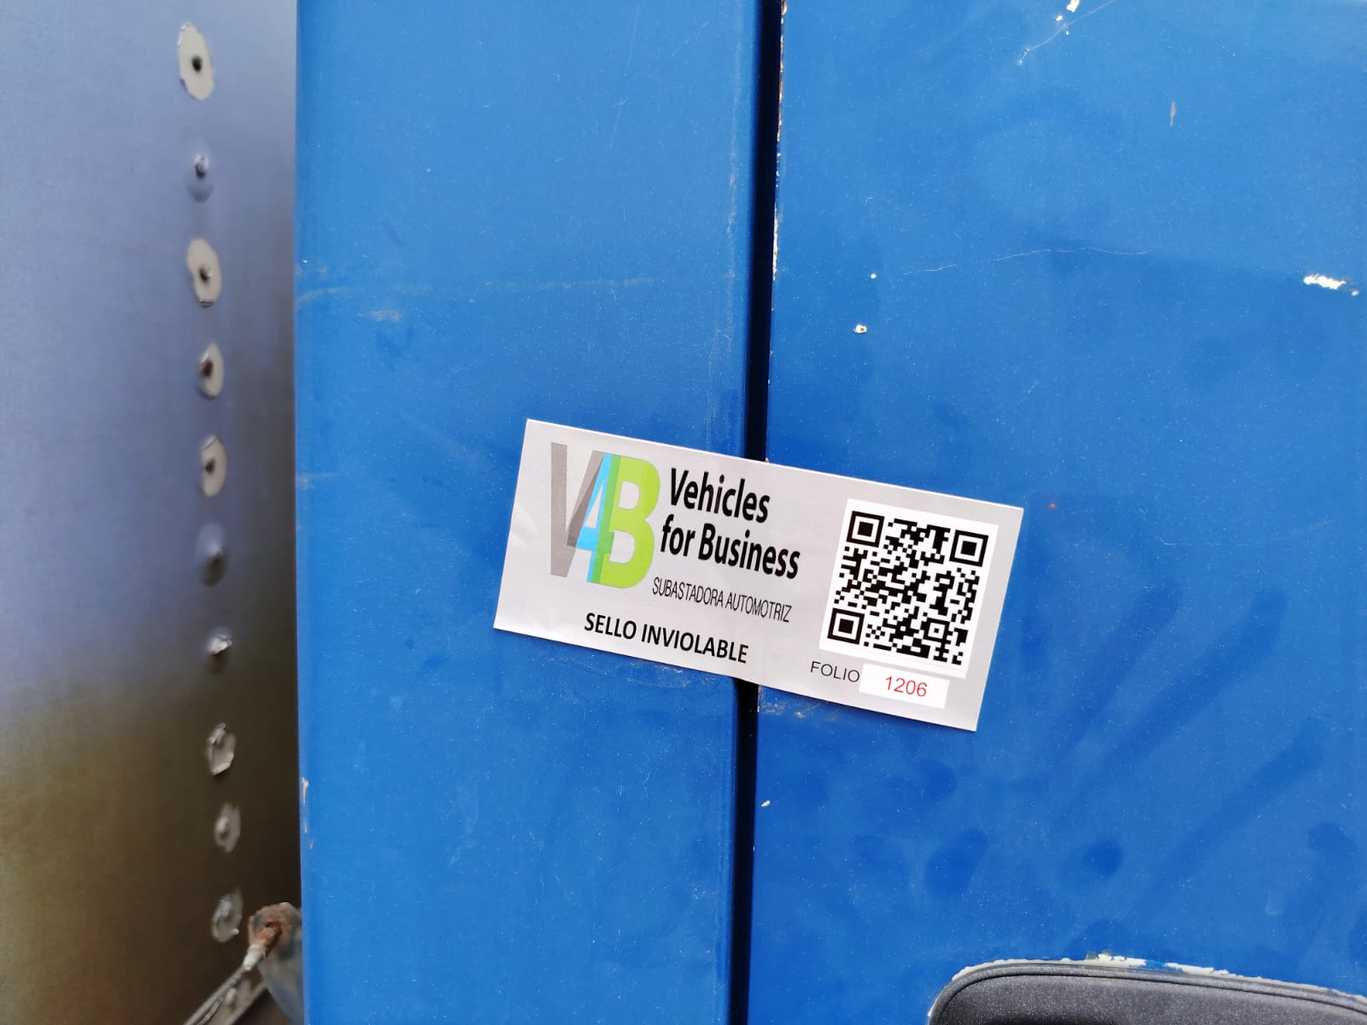 V4B
Vehicles
for Business
SUBASTADORA AUTOMOTRIZ
SELLO INVIOLABLE
FOLIO 1206